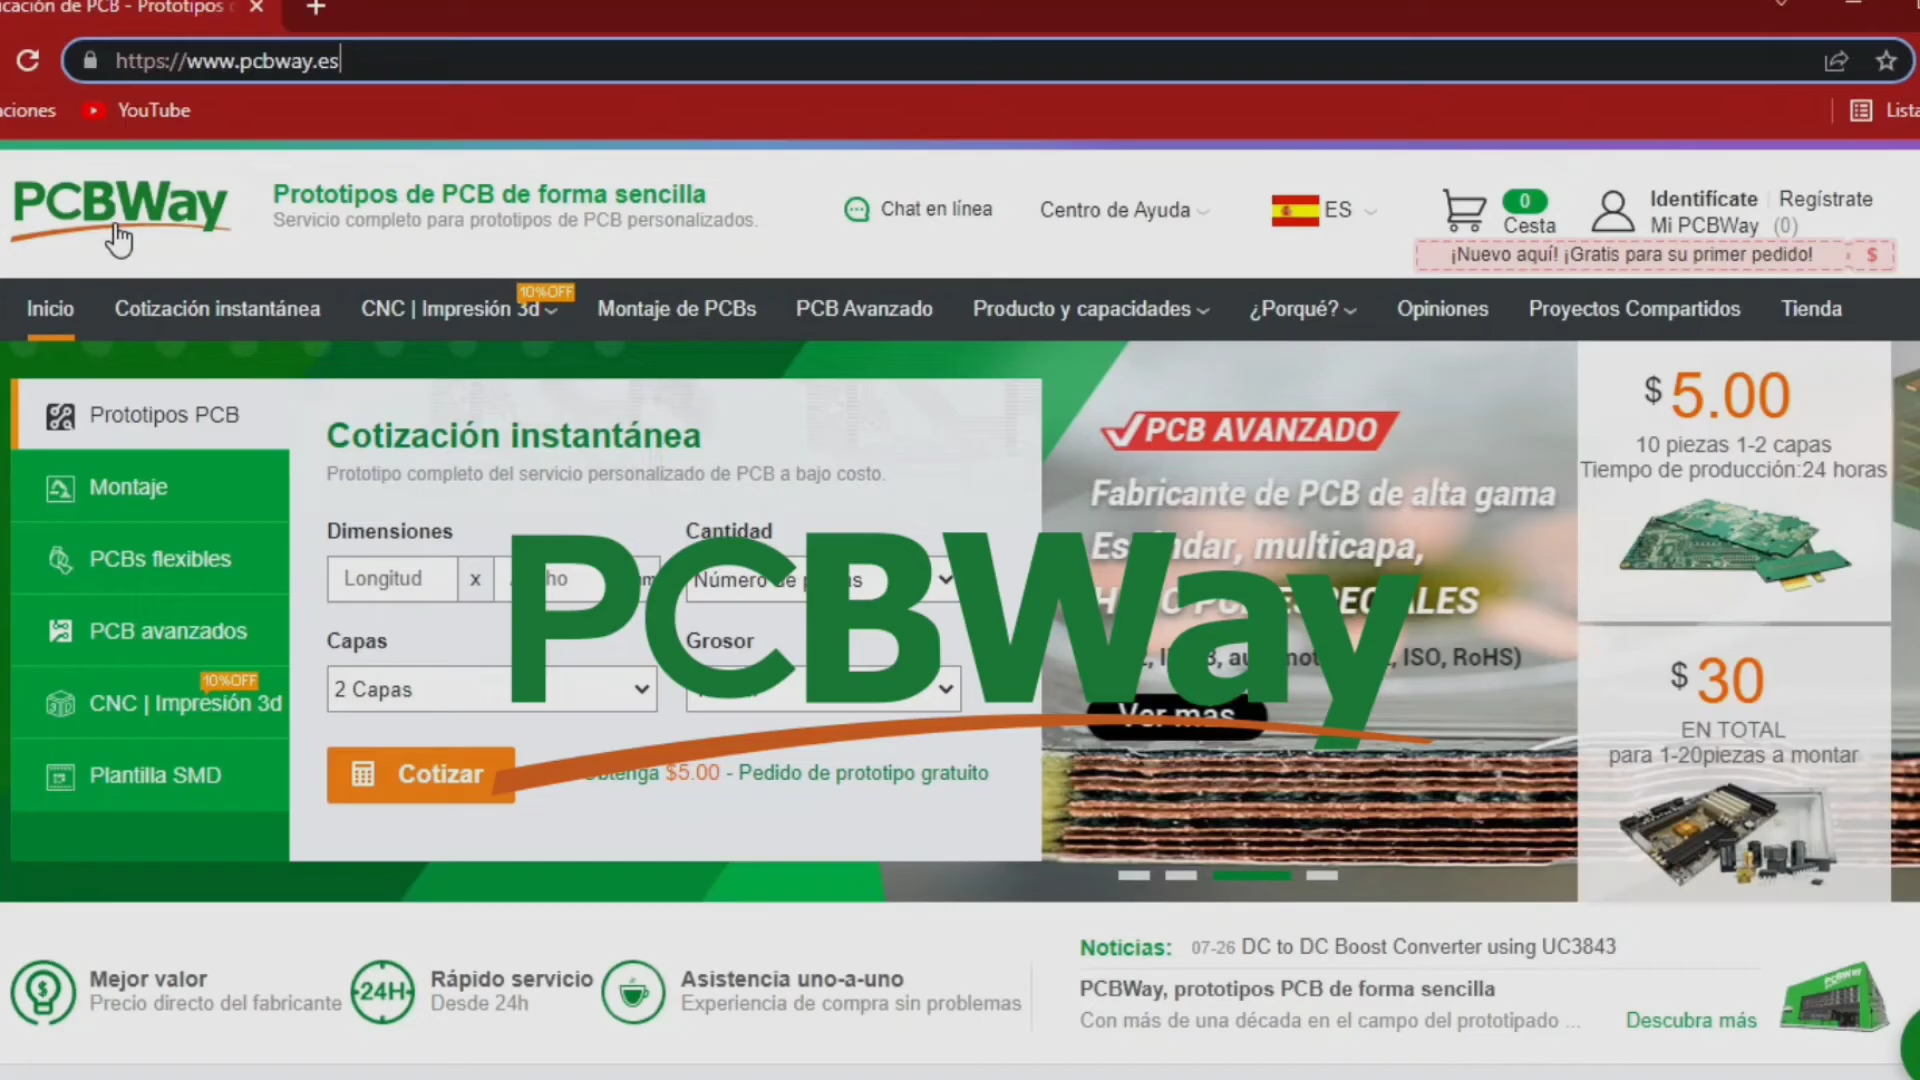 Prototipos
https://www.pcbway.es
YouTube
PCBWay
Prototipos de PCB de forma sencilla
Servicio completo para prototipos de PCB personalizados.
Chat en línea
Centro de Ayuda
ES
0
Cesta
Identifícate
Regístrate
Mi PCBWay (0)
¡Nuevo aquí! ¡Gratis para su primer pedido!
$
Inicio
Cotización instantánea
CNC | Impresión 3d
10%OFF
Montaje de PCBs
PCB Avanzado
Producto y capacidades
¿Porqué?
Opiniones
Proyectos Compartidos
Tienda
Prototipos PCB
Montaje
PCBs flexibles
PCB avanzados
10%OFF
CNC | Impresión 3d
Plantilla SMD
Cotización instantánea
Prototipo completo del servicio personalizado de PCB a bajo costo.
Dimensiones
Longitud
x
Cantidad
Número de
Capas
2 Capas
Grosor
Cotizar
$5.00 - Pedido de prototipo gratuito
PCBWay
PCB AVANZADO
Fabricante de PCB de alta gama
multicapa,
ISO, RoHS)
Ver mas
$ 5.00
10 piezas 1-2 capas
Tiempo de producción:24 horas
$ 30
EN TOTAL
para 1-20piezas a montar
Mejor valor
Precio directo del fabricante
24H
Rápido servicio
Desde 24h
Asistencia uno-a-uno
Experiencia de compra sin problemas
Noticias: 07-26 DC to DC Boost Converter using UC3843
PCBWay, prototipos PCB de forma sencilla
Con más de una década en el campo del prototipado ...
Descubra más
PCBWay